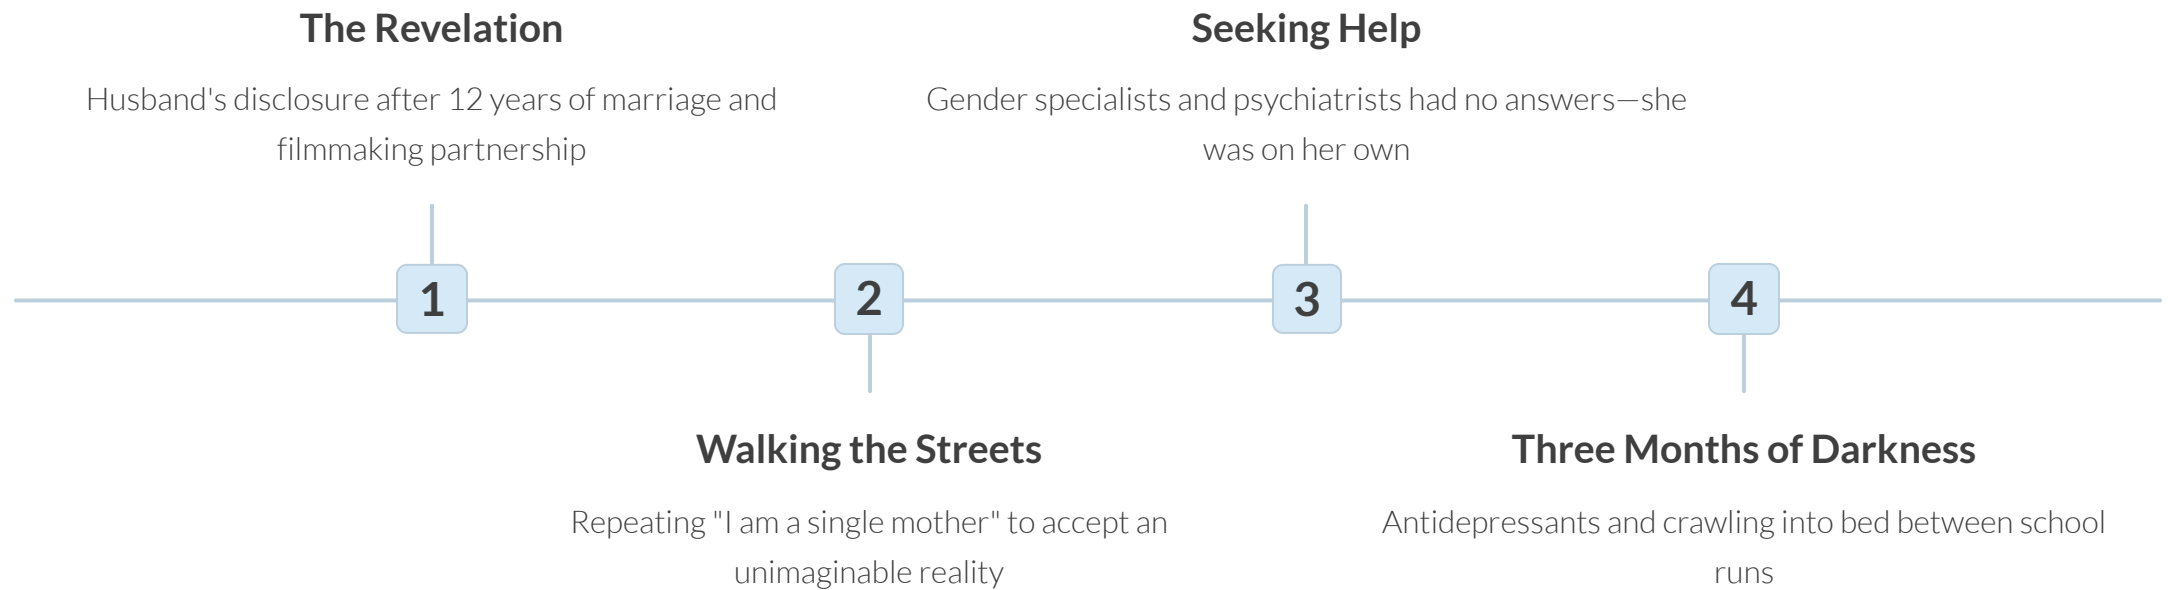 The Revelation
Husband's disclosure after 12 years of marriage and
filmmaking partnership
Seeking Help
Gender specialists and psychiatrists had no answers—she
was on her own
1
2
3
4
Walking the Streets
Repeating "I am a single mother" to accept an
unimaginable reality
Three Months of Darkness
Antidepressants and crawling into bed between school
runs